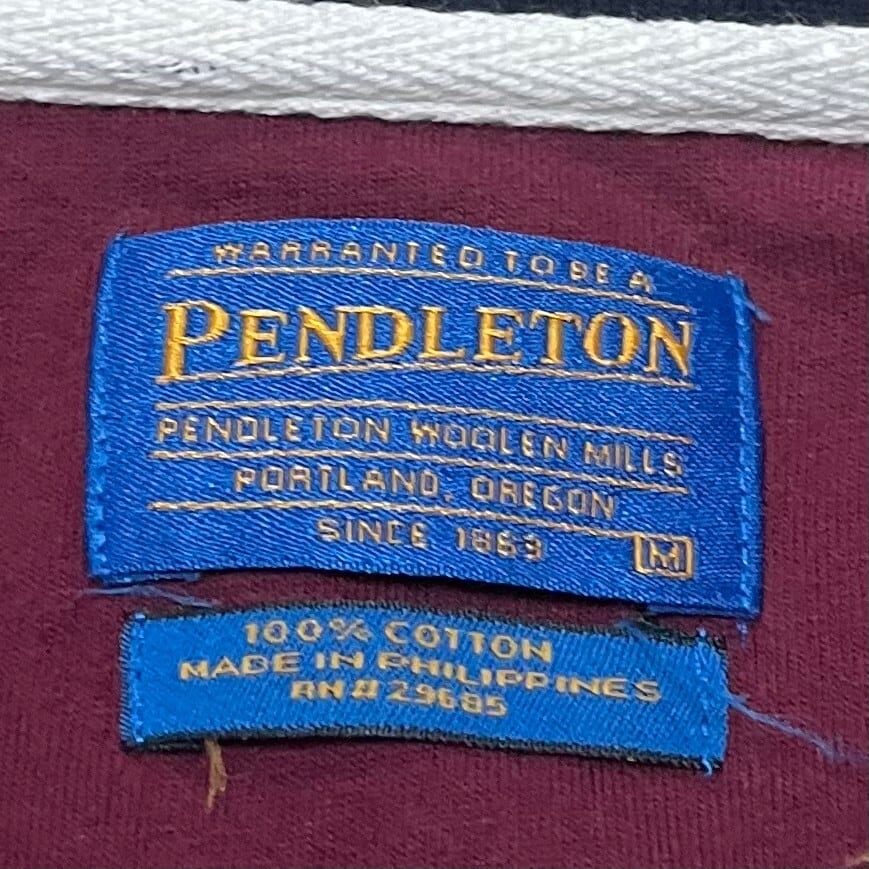 WARRANTED TO BE A
PENDLETON
PENDLETON WOOLEN MILLS
PORTLAND, OREGON
SINCE 1863
M
100% COTTON
MADE IN PHILIPPINES
RN # 29685